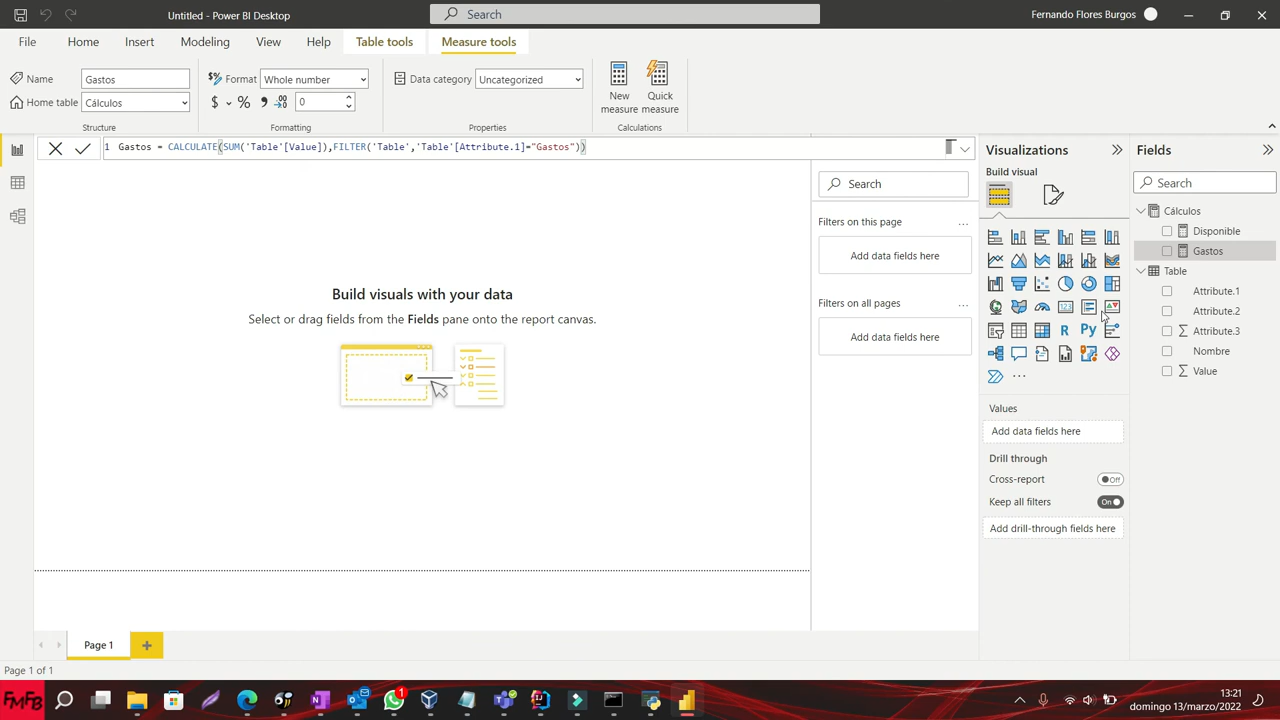 Untitled - Power BI Desktop
Search
Fernando Flores Burgos
File
Home
Insert
Modeling
View
Help
Table tools
Measure tools
Name
Gastos
Home table
Cálculos
Structure
Format
Whole number
$
%
0
Formatting
Data category
Uncategorized
Properties
New measure
Quick measure
Calculations
1 Gastos = CALCULATE(SUM('Table'[Value]),FILTER('Table','Table'[Attribute.1]="Gastos"))
Build visuals with your data
Select or drag fields from the Fields pane onto the report canvas.
Search
Filters on this page
...
Add data fields here
Filters on all pages
...
Add data fields here
Visualizations
Build visual
123
R
Py
...
Values
Add data fields here
Drill through
Cross-report
Off
Keep all filters
On
Add drill-through fields here
Fields
Search
Cálculos
Disponible
Gastos
Table
Attribute.1
Attribute.2
Attribute.3
Nombre
Value
Page 1
Page 1 of 1
FMFB
1
13:21
domingo 13/marzo/2022